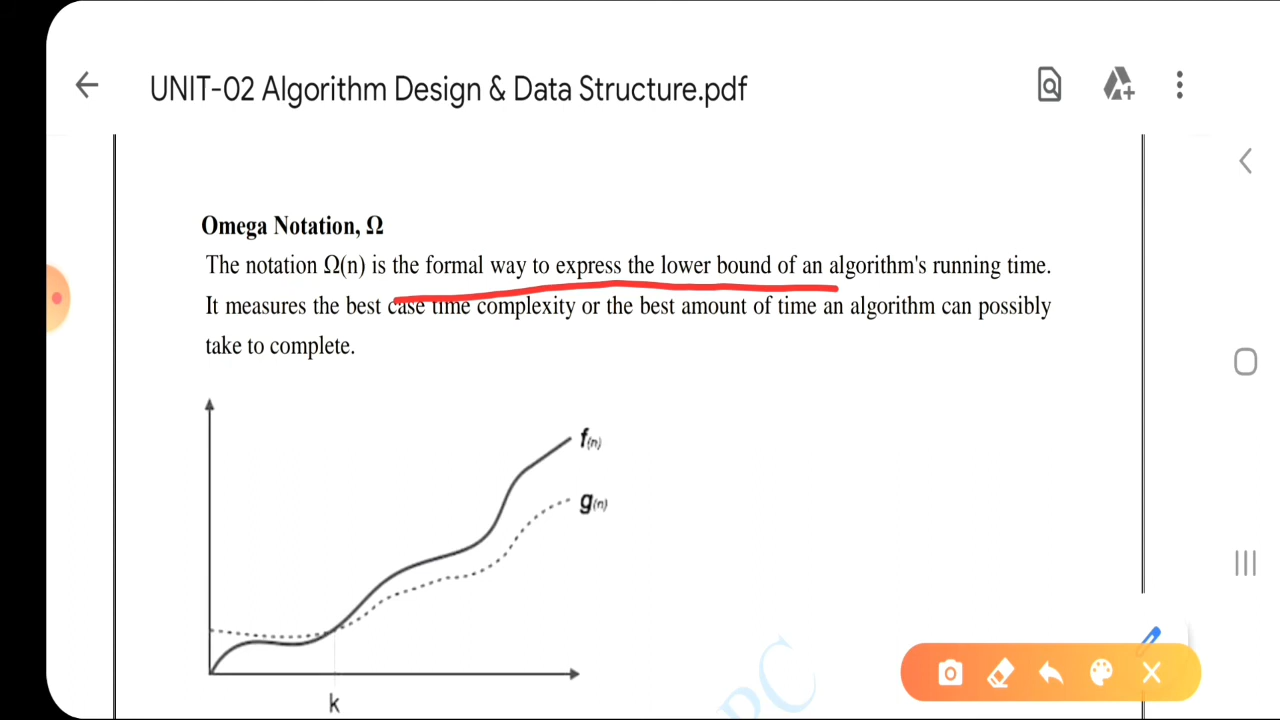 UNIT-02 Algorithm Design & Data Structure.pdf
Omega Notation, Ω
The notation Ω(n) is the formal way to express the lower bound of an algorithm's running time.
It measures the best case time complexity or the best amount of time an algorithm can possibly
take to complete.
f(n)
g(n)
k
PC